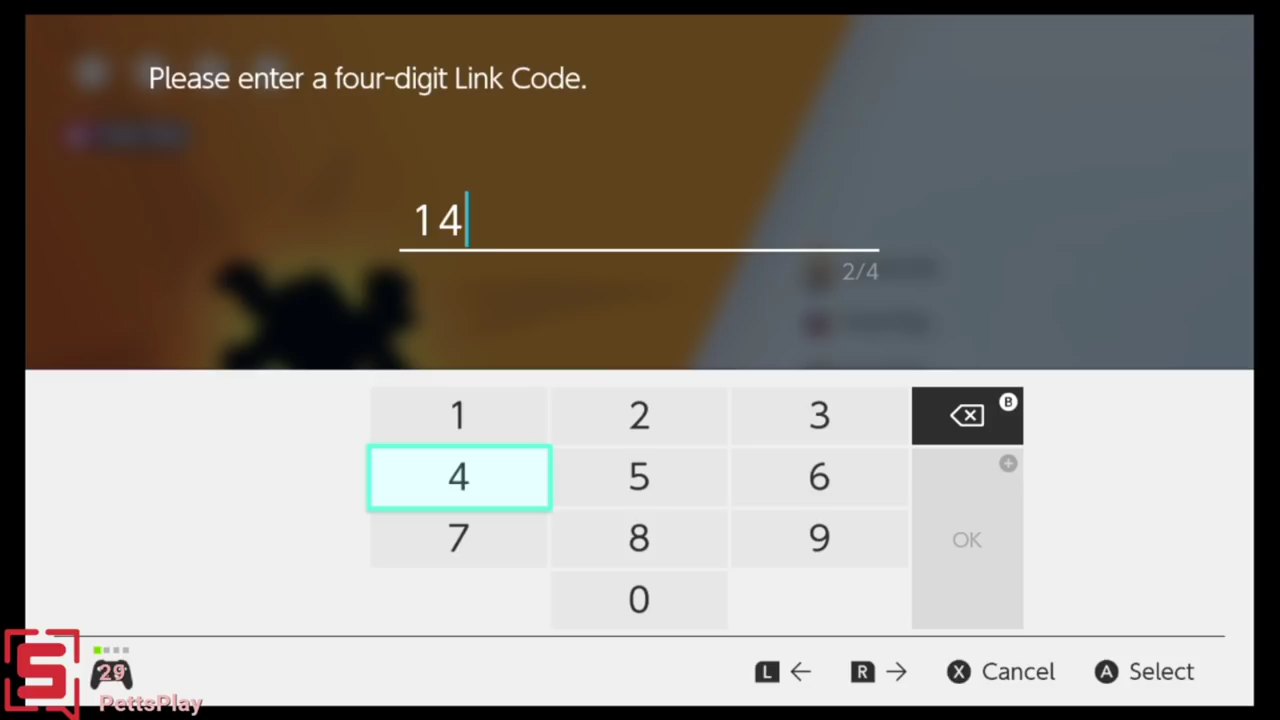 Please enter a four-digit Link Code.
14
2/4
1 2 3 B
4 5 6 +
7 8 9 OK
0
S 29 L ← R → X Cancel A Select
PettsPlay